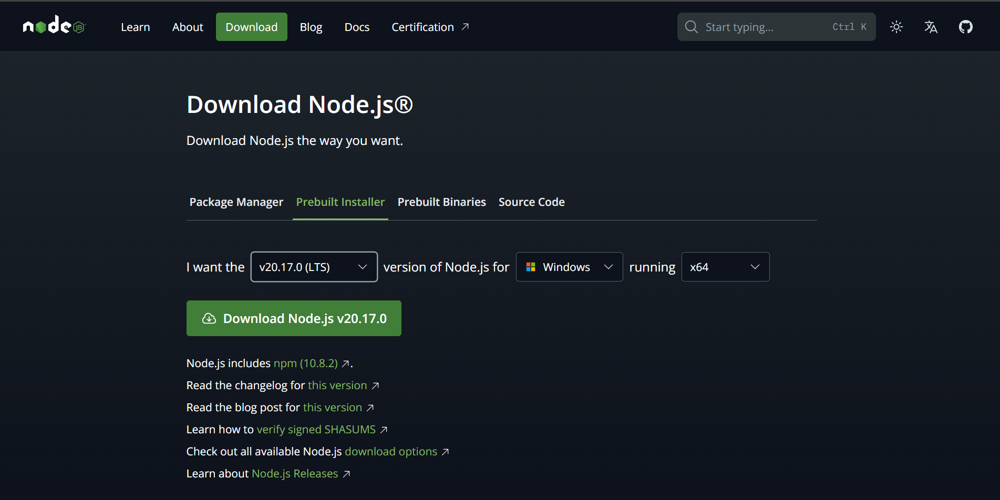 node JS
Learn About Download Blog Docs Certification
Start typing... Ctrl K
Download Node.js®
Download Node.js the way you want.
Package Manager Prebuilt Installer Prebuilt Binaries Source Code
I want the v20.17.0 (LTS) version of Node.js for Windows running x64
Download Node.js v20.17.0
Node.js includes npm (10.8.2).
Read the changelog for this version
Read the blog post for this version
Learn how to verify signed SHASUMS
Check out all available Node.js download options
Learn about Node.js Releases